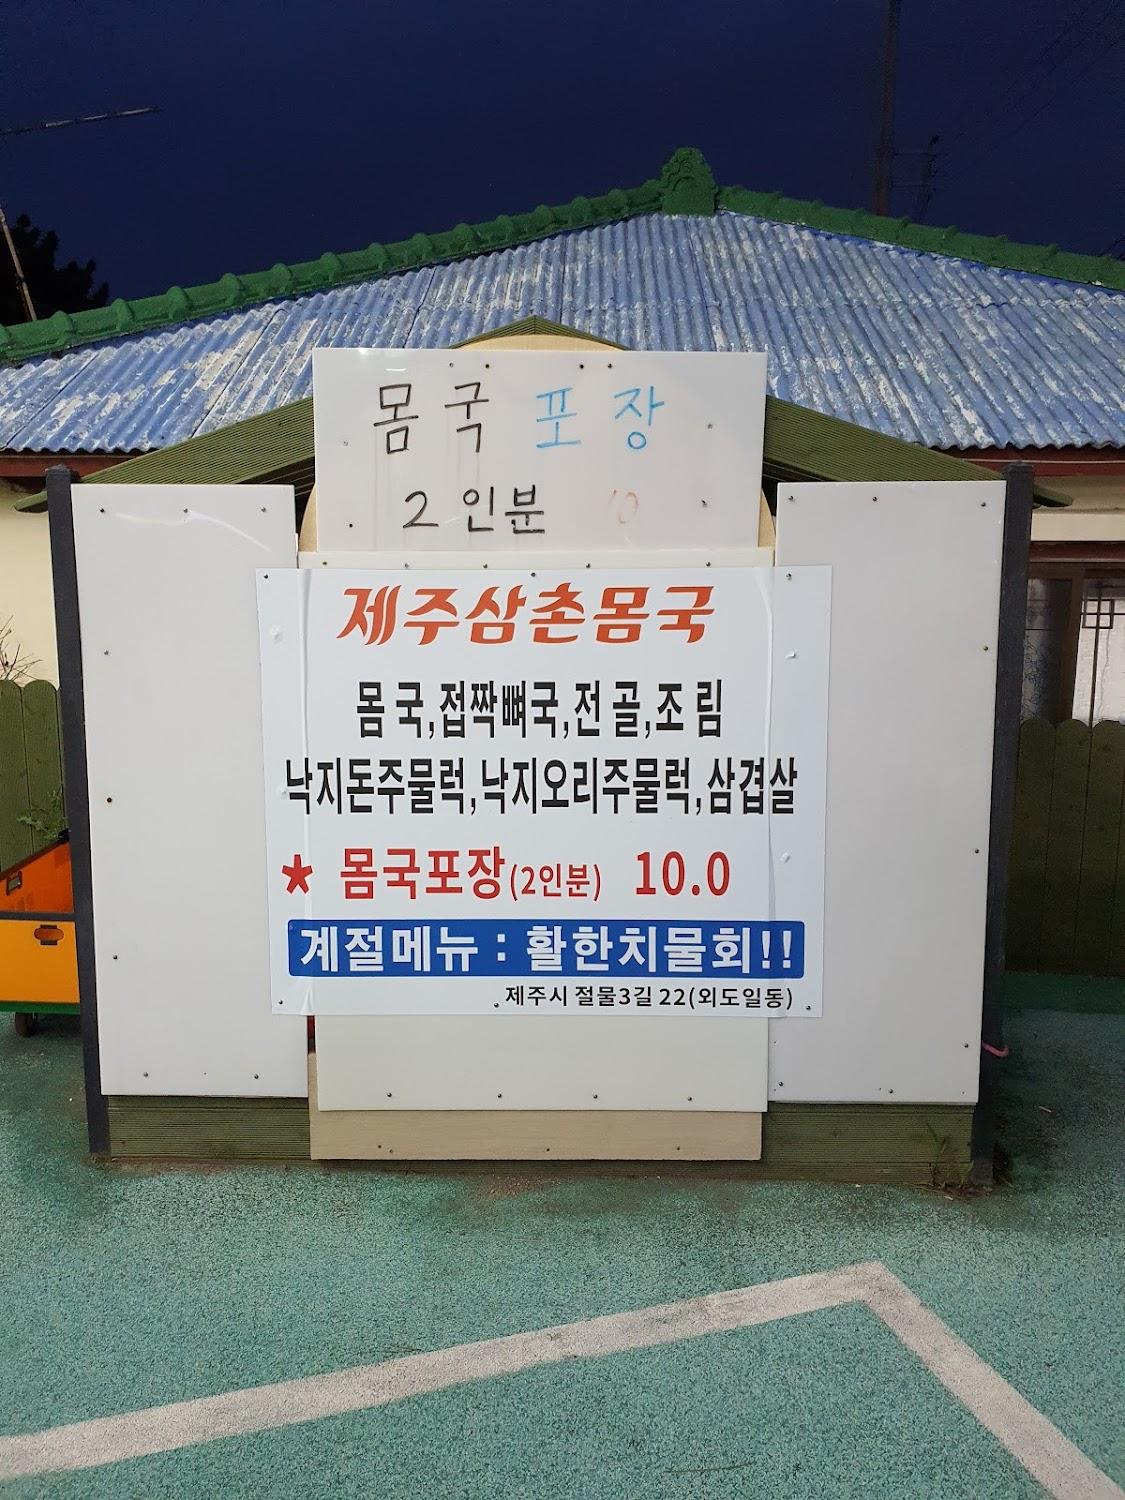 몸국 포장
2인분 10
제주삼촌몸국
몸국,접짝뼈국,전골,조림
낙지돈주물럭,낙지오리주물럭,삼겹살
* 몸국포장(2인분) 10.0
계절메뉴 : 활한치물회!!
제주시 절물3길 22(외도일동)